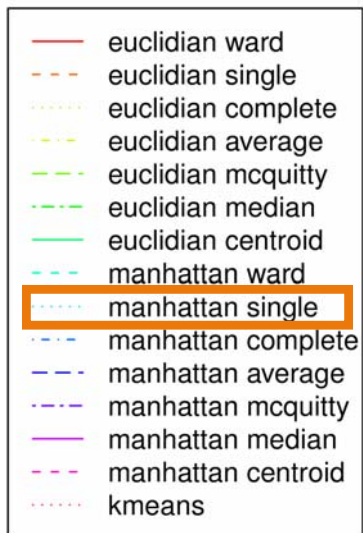 euclidian ward
euclidian single
euclidian complete
euclidian average
euclidian mcquitty
euclidian median
euclidian centroid
manhattan ward
manhattan single
manhattan complete
manhattan average
manhattan mcquitty
manhattan median
manhattan centroid
kmeans